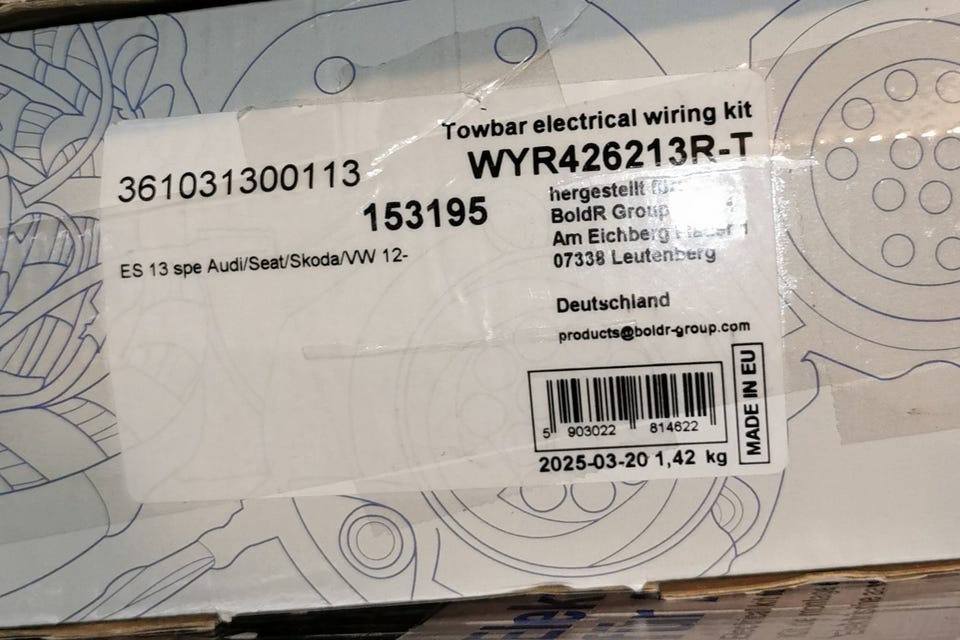 Towbar electrical wiring kit
WYR426213R-T
361031300113
153195
ES 13 spe Audi/Seat/Skoda/VW 12-
hergestellt für
BoldR Group
Am Eichberg Flauer 1
07338 Leutenberg
Deutschland
products@boldr-group.com
MADE IN EU
5 903022 814622
2025-03-20 1,42 kg